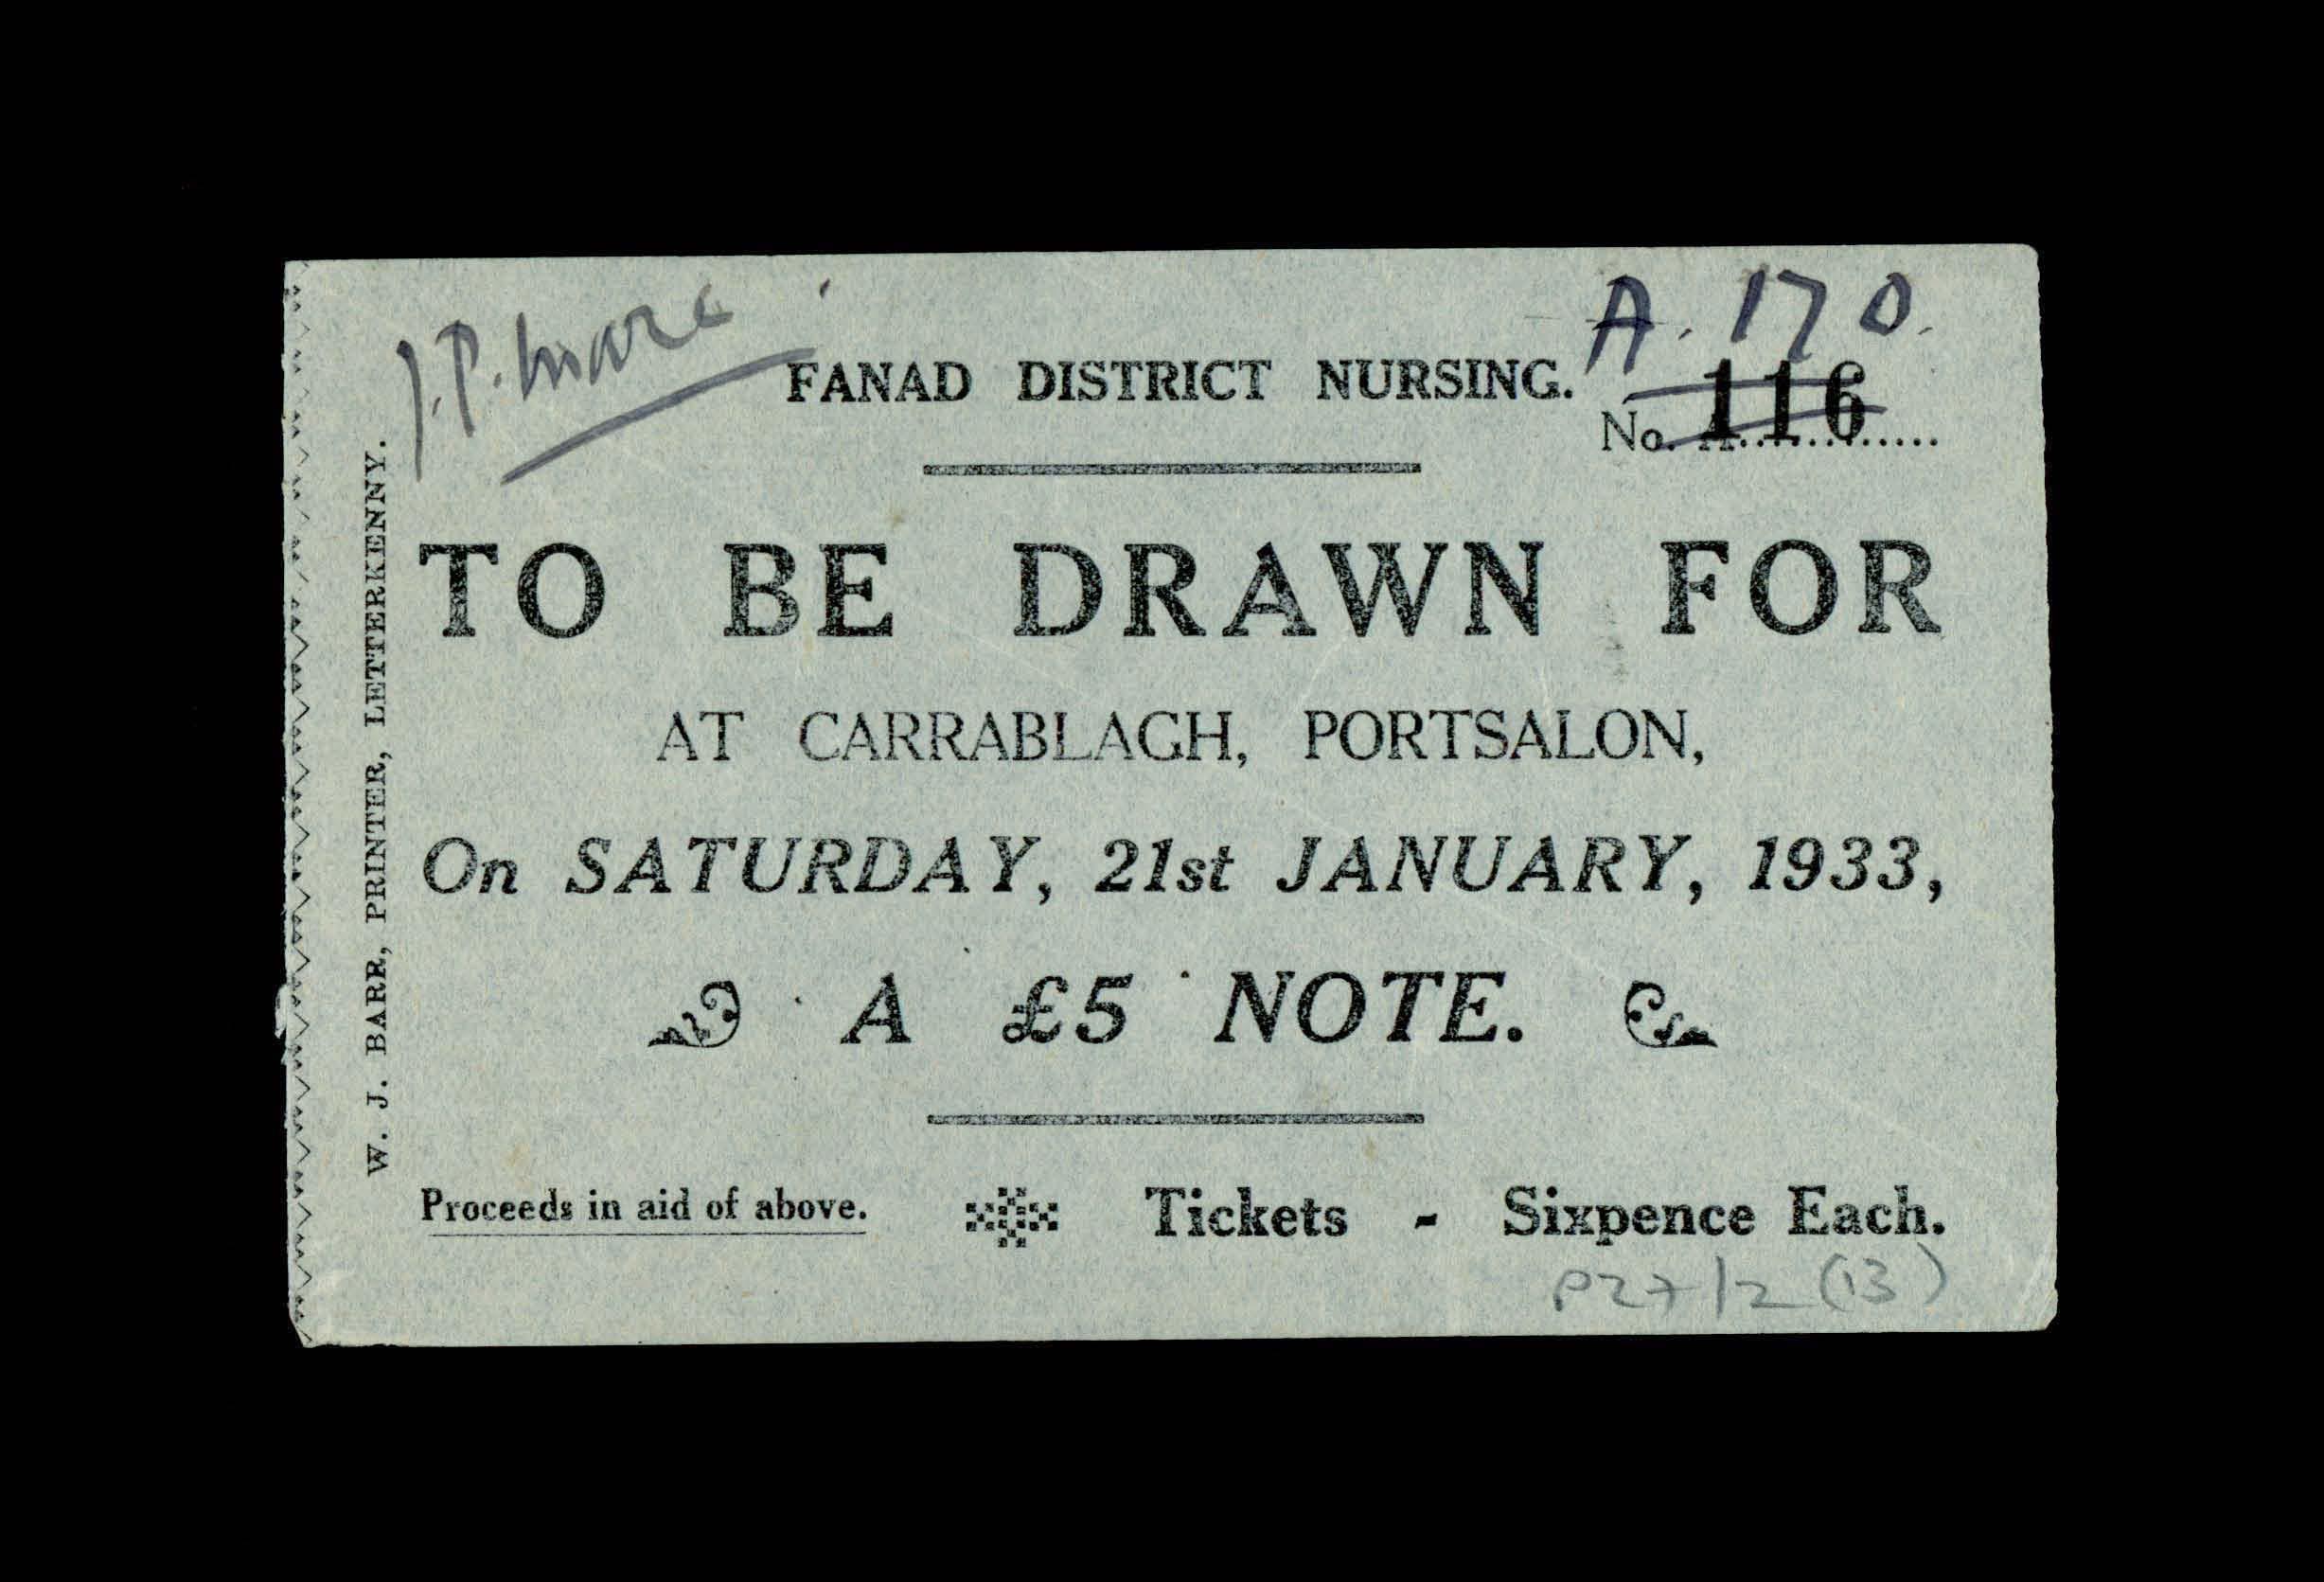 A. 170.
FANAD DISTRICT NURSING.
No. A 116
TO BE DRAWN FOR
AT CARRABLAGH, PORTSALON,
On SATURDAY, 21st JANUARY, 1933,
A £5 NOTE.
Proceeds in aid of above. Tickets - Sixpence Each.
P27/2 (13)
W. J. BARR, PRINTER, LETTERKENNY.